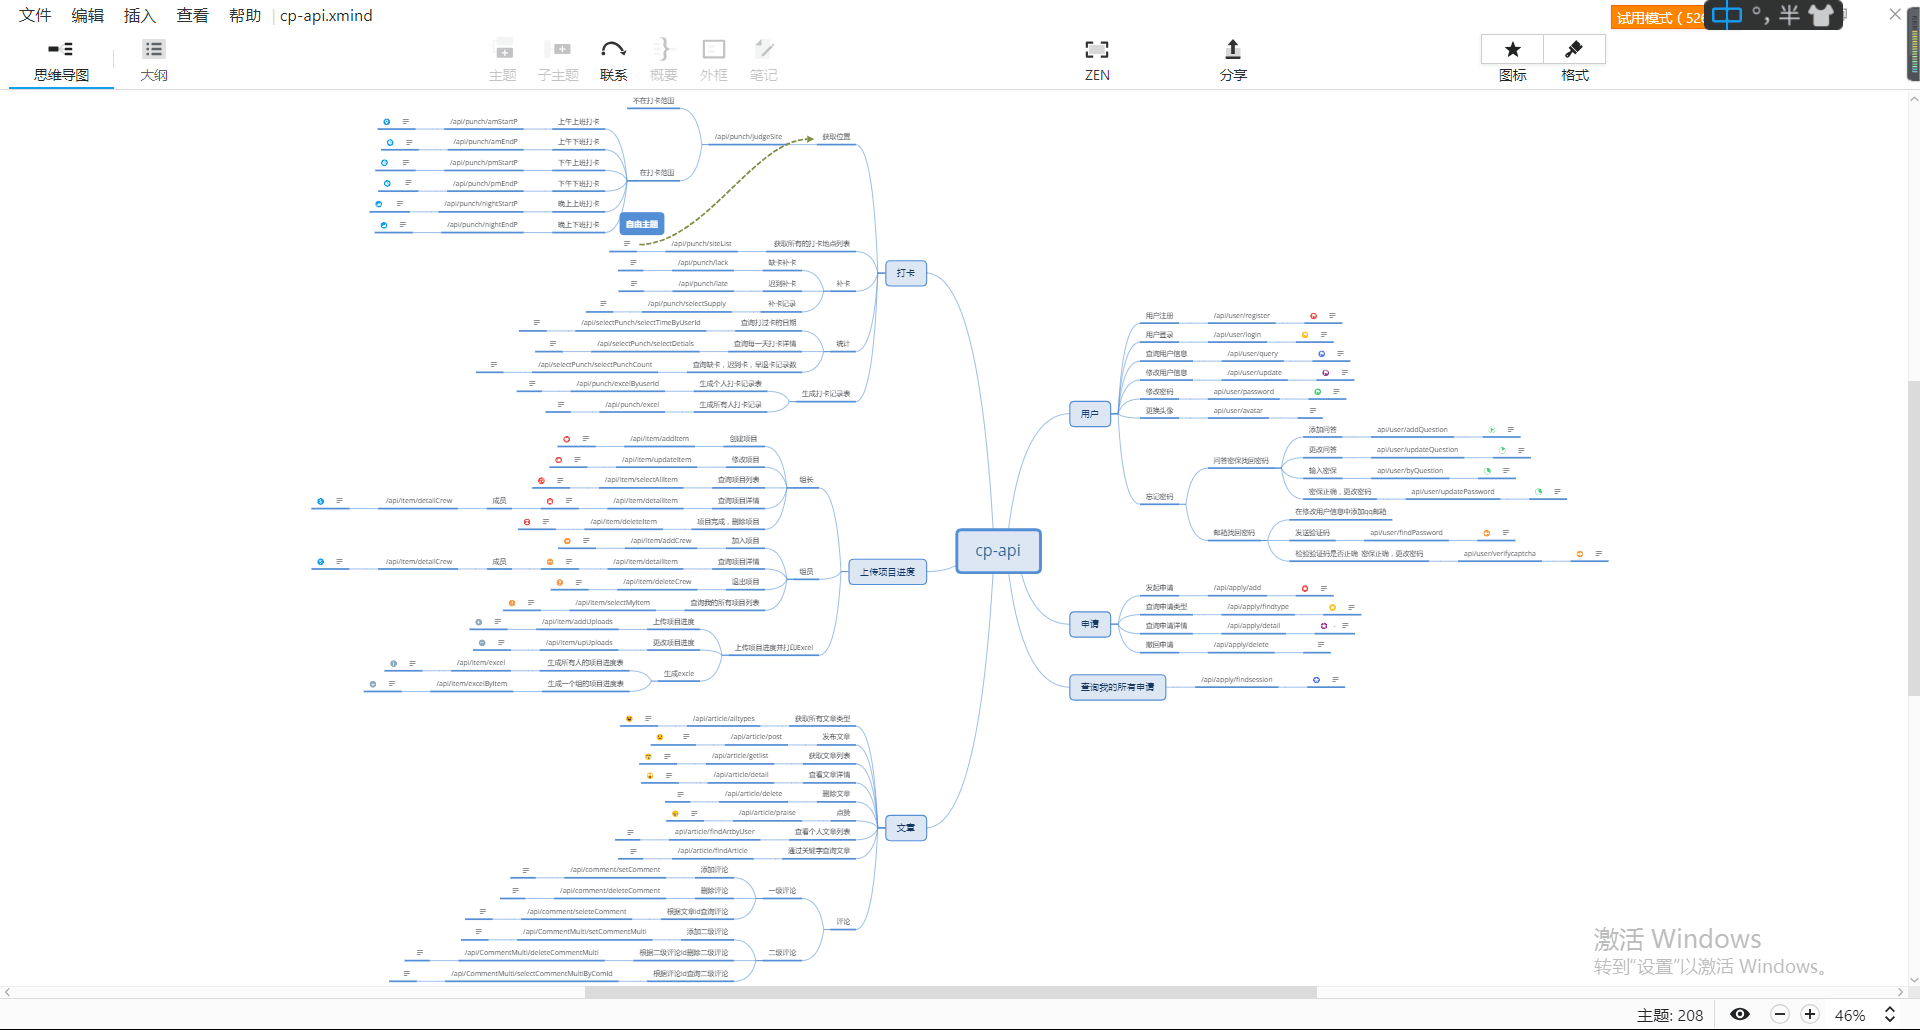 文件 编辑 插入 查看 帮助 cp-api.xmind
试用模式（526
中 °, 半
思维导图 大纲 主题 子主题 联系 概要 外框 笔记 ZEN 分享 图标 格式
不在打卡范围
/api/punch/amStartP 上午上班打卡
/api/punch/judgeSite 获取位置
/api/punch/amEndP 上午下班打卡
/api/punch/pmStartP 下午上班打卡
在打卡范围
/api/punch/pmEndP 下午下班打卡
/api/punch/nightStartP 晚上上班打卡
/api/punch/nightEndP 晚上下班打卡
自由主题
/api/punch/siteList 获取所有的打卡地点列表
/api/punch/lack 缺卡补卡
打卡
/api/punch/late 迟到补卡 补卡
/api/punch/selectSupply 补卡记录
/api/selectPunch/selectTimeByUserId 查询打过卡的日期
/api/selectPunch/selectDetials 查询每一天打卡详情 统计
/api/selectPunch/selectPunchCount 查询缺卡，迟到卡，早退卡记录数
/api/punch/excelByuserId 生成个人打卡记录表
生成打卡记录表
/api/punch/excel 生成所有人打卡记录
/api/item/addItem 创建项目
/api/item/updateItem 修改项目
/api/item/selectAllItem 查询项目列表 组长
/api/item/detailCrew 成员 /api/item/detailItem 查询项目详情
/api/item/deleteItem 项目完成，删除项目
/api/item/addCrew 加入项目
/api/item/detailCrew 成员 /api/item/detailItem 查询项目详情
组员 上传项目进度
/api/item/deleteCrew 退出项目
/api/item/selectMyItem 查询我的所有项目列表
/api/item/addUploads 上传项目进度
/api/item/upUploads 更改项目进度
上传项目进度并打印Excel
/api/item/excel 生成所有人的项目进度表
生成excle
/api/item/excelByItem 生成一个组的项目进度表
/api/article/alltypes 获取所有文章类型
/api/article/post 发布文章
/api/article/getlist 获取文章列表
/api/article/detail 查看文章详情
/api/article/delete 删除文章
/api/article/praise 点赞
文章
api/article/findArtbyUser 查看个人文章列表
/api/article/findArticle 通过关键字查询文章
/api/comment/setComment 添加评论
/api/comment/deleteComment 删除评论 一级评论
/api/comment/seleteComment 根据文章id查询评论
评论
/api/CommentMulti/setCommentMulti 添加二级评论
/api/CommentMulti/deleteCommentMulti 根据二级评论id删除二级评论 二级评论
/api/CommentMulti/selectCommentMultiByComId 根据评论id查询二级评论
cp-api
用户注册 /api/user/register
用户登录 /api/user/login
查询用户信息 /api/user/query
修改用户信息 /api/user/update
修改密码 api/user/password
更换头像 api/user/avatar
用户
添加问答 api/user/addQuestion
更改问答 api/user/updateQuestion
问答密保找回密码
输入密保 api/user/byQuestion
密保正确，更改密码 api/user/updatePassword
忘记密码
在修改用户信息中添加qq邮箱
邮箱找回密码 发送验证码 api/user/findPassword
检验验证码是否正确 密保正确，更改密码 api/user/verifycaptcha
发起申请 /api/apply/add
查询申请类型 /api/apply/findtype
申请
查询申请详情 /api/apply/detail
撤回申请 /api/apply/delete
查询我的所有申请 /api/apply/findsession
激活 Windows
转到“设置”以激活 Windows。
主题: 208 46%